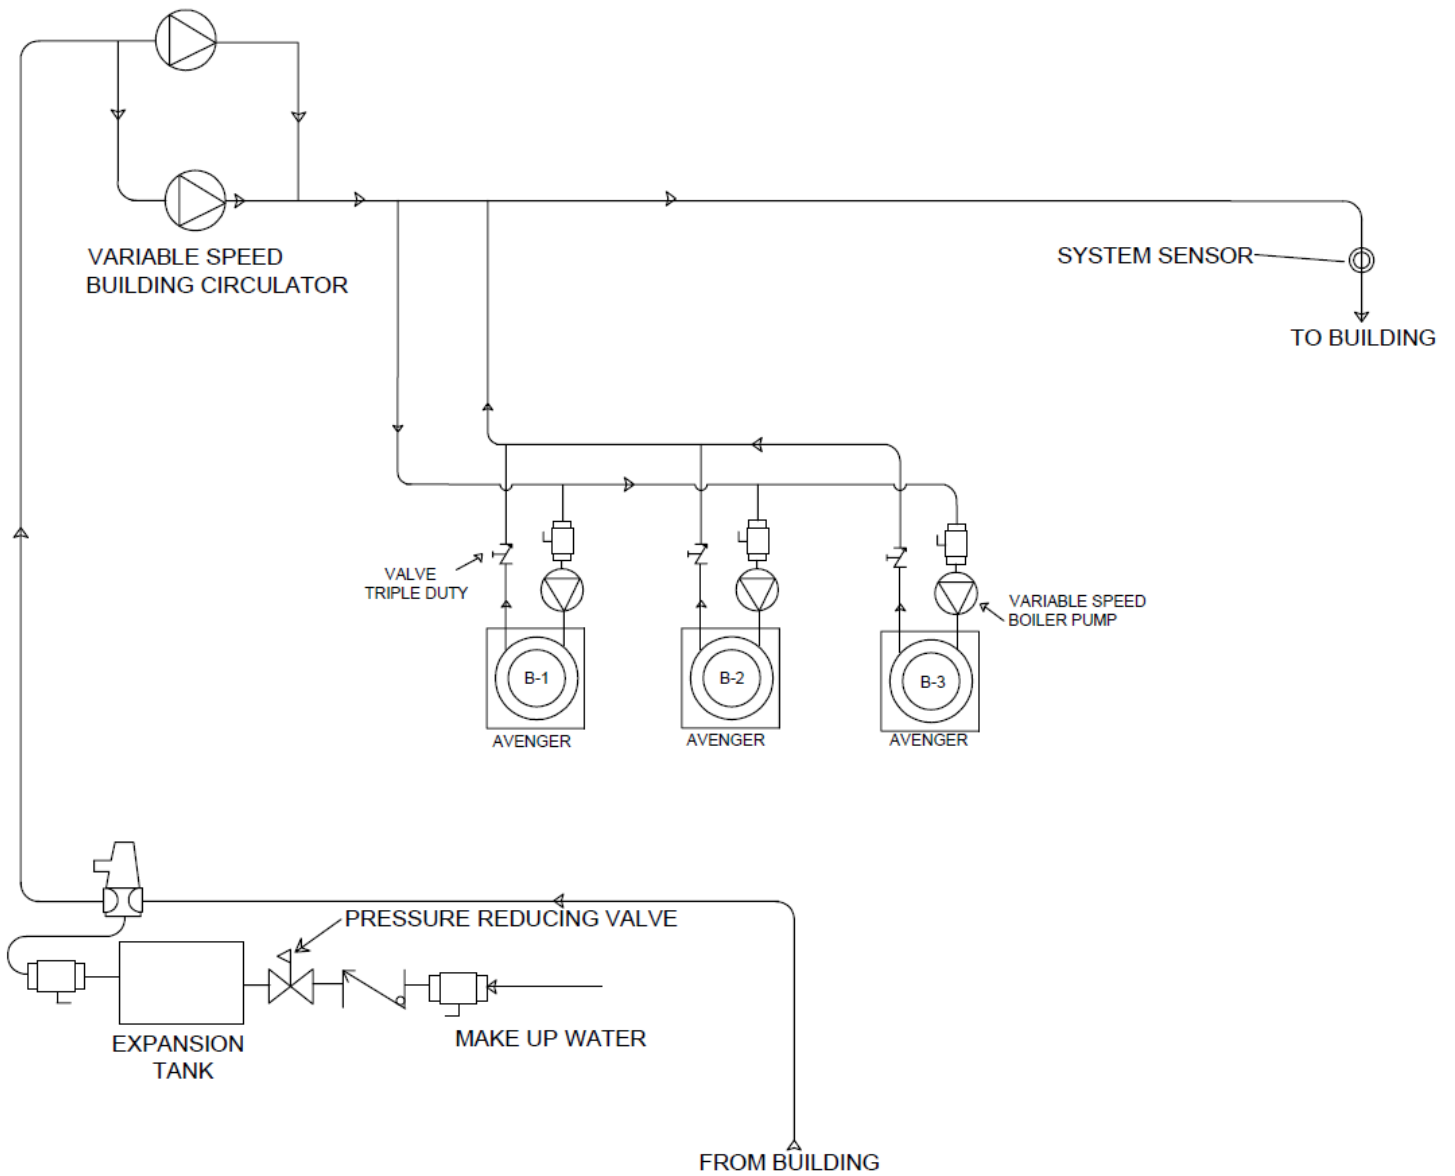 VARIABLE SPEED
BUILDING CIRCULATOR
SYSTEM SENSOR
TO BUILDING
VALVE
TRIPLE DUTY
VARIABLE SPEED
BOILER PUMP
B-1
B-2
B-3
AVENGER
AVENGER
AVENGER
PRESSURE REDUCING VALVE
EXPANSION
TANK
MAKE UP WATER
FROM BUILDING